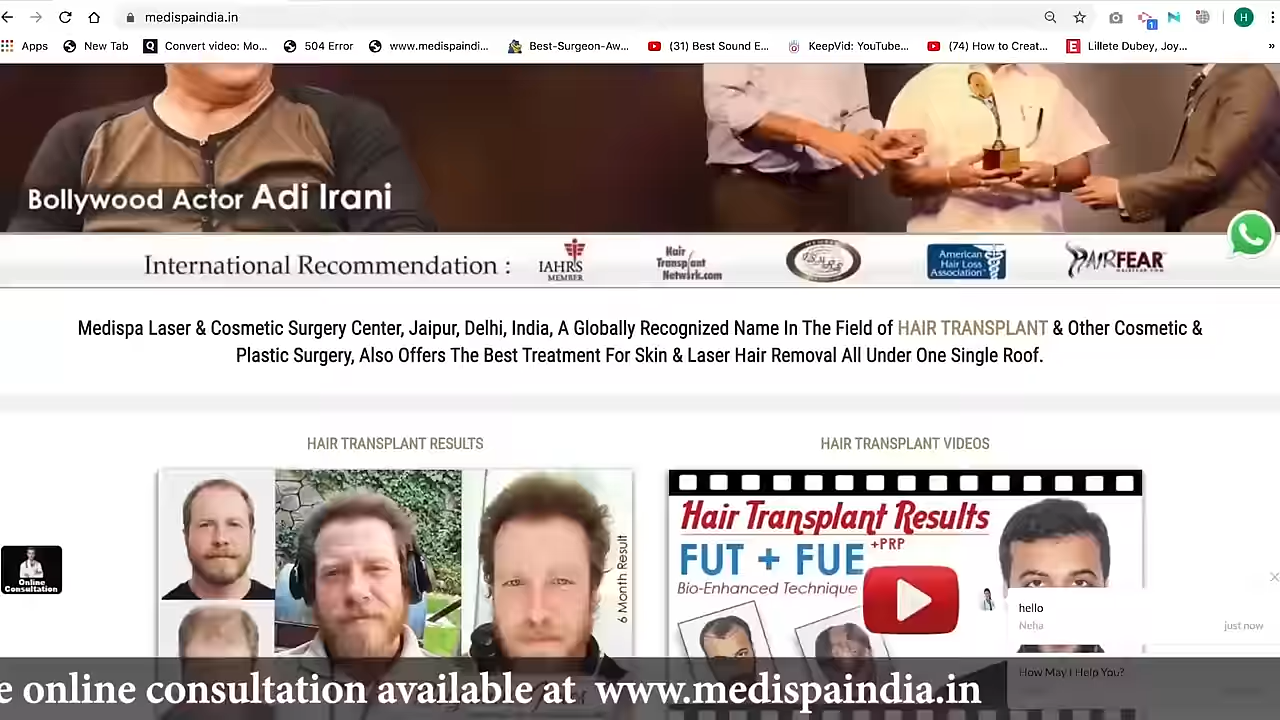 medispaindia.in
H
Apps
New Tab
Convert video: Mo...
504 Error
www.medispaindi...
Best-Surgeon-Aw...
(31) Best Sound E...
KeepVid: YouTube...
(74) How to Creat...
Lillete Dubey, Joy...
»
Bollywood Actor Adi Irani
International Recommendation :
IAHRS
MEMBER
Hair
Transplant
Network.com
American
Hair Loss
Association
HAIRFEAR
Medispa Laser & Cosmetic Surgery Center, Jaipur, Delhi, India, A Globally Recognized Name In The Field of HAIR TRANSPLANT & Other Cosmetic &
Plastic Surgery, Also Offers The Best Treatment For Skin & Laser Hair Removal All Under One Single Roof.
HAIR TRANSPLANT RESULTS
HAIR TRANSPLANT VIDEOS
6 Month Result
Hair Transplant Results
FUT + FUE +PRP
Bio-Enhanced Technique
Online
Consultation
hello
Neha
just now
How May I Help You?
e online consultation available at www.medispaindia.in